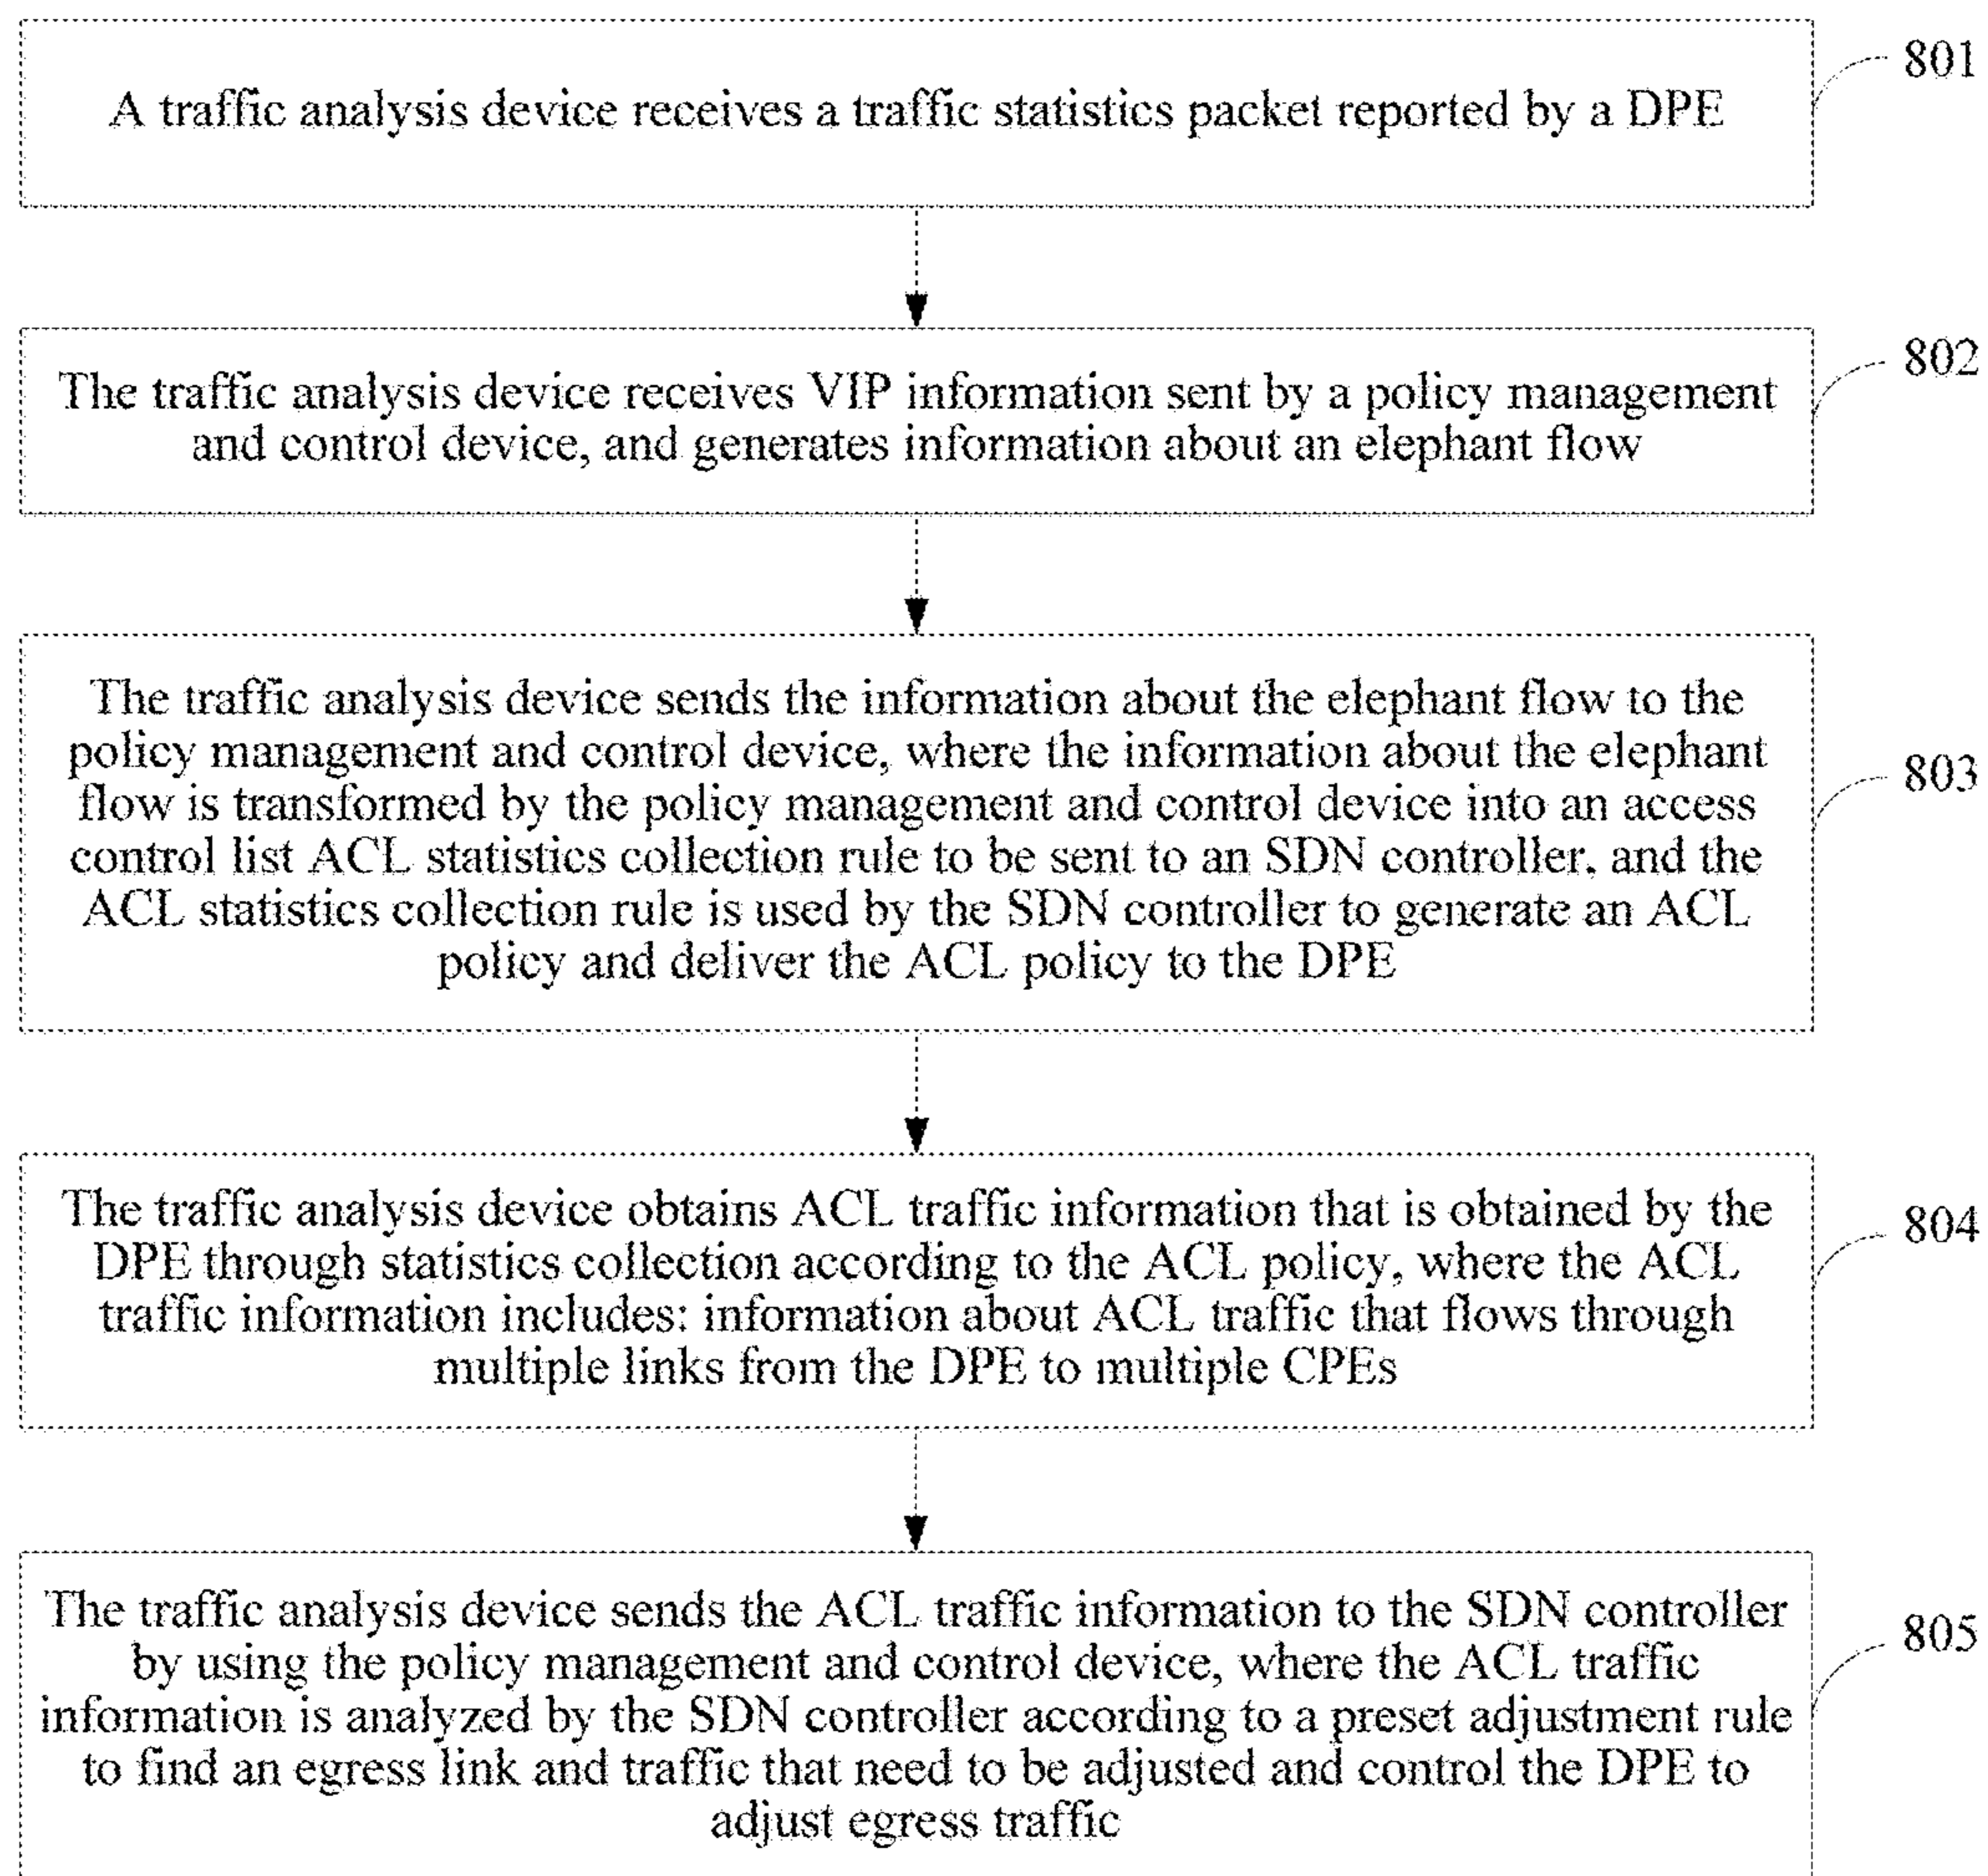 A traffic analysis device receives a traffic statistics packet reported by a DPE
801
The traffic analysis device receives VIP information sent by a policy management
and control device, and generates information about an elephant flow
802
The traffic analysis device sends the information about the elephant flow to the
policy management and control device, where the information about the elephant
flow is transformed by the policy management and control device into an access
control list ACL statistics collection rule to be sent to an SDN controller, and the
ACL statistics collection rule is used by the SDN controller to generate an ACL
policy and deliver the ACL policy to the DPE
803
The traffic analysis device obtains ACL traffic information that is obtained by the
DPE through statistics collection according to the ACL policy, where the ACL
traffic information includes: information about ACL traffic that flows through
multiple links from the DPE to multiple CPEs
804
The traffic analysis device sends the ACL traffic information to the SDN controller
by using the policy management and control device, where the ACL traffic
information is analyzed by the SDN controller according to a preset adjustment rule
to find an egress link and traffic that need to be adjusted and control the DPE to
adjust egress traffic
805